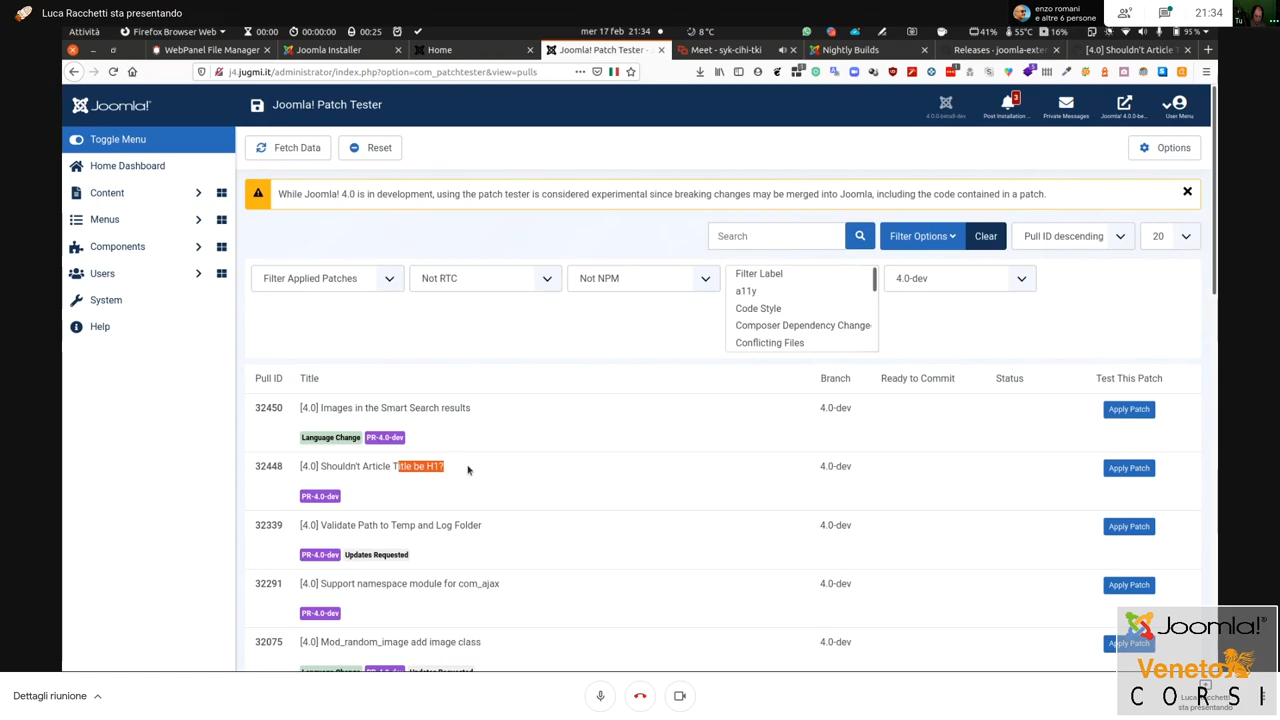 Luca Racchetti sta presentando
enzo romani
e altre 6 persone
21:34
Tu
Attività
Firefox Web Browser
00:00
00:00:00
00:25
mer 17 feb 21:34
8°C
41%
55°C
16%
95%
WebPanel File Manager
Joomla Installer
Home
Joomla! Patch Tester -
Meet - syk-cihi-tki
Nightly Builds
Releases · joomla-ext
[4.0] Shouldn't Article T
j4.jugmi.it/administrator/index.php?option=com_patchtester&view=pulls
Joomla!
Joomla! Patch Tester
3
4.0.0-beta8-dev
Post Installation ...
Private Messages
Joomla! 4.0.0-be...
User Menu
Toggle Menu
Home Dashboard
Content
Menus
Components
Users
System
Help
Fetch Data
Reset
Options
While Joomla! 4.0 is in development, using the patch tester is considered experimental since breaking changes may be merged into Joomla, including the code contained in a patch.
Search
Filter Options
Clear
Pull ID descending
20
Filter Applied Patches
Not RTC
Not NPM
Filter Label
a11y
Code Style
Composer Dependency Change
Conflicting Files
4.0-dev
Pull ID Title Branch Ready to Commit Status Test This Patch
32450 [4.0] Images in the Smart Search results 4.0-dev Apply Patch
Language Change PR-4.0-dev
32448 [4.0] Shouldn't Article Title be H1? 4.0-dev Apply Patch
PR-4.0-dev
32339 [4.0] Validate Path to Temp and Log Folder 4.0-dev Apply Patch
PR-4.0-dev Updates Requested
32291 [4.0] Support namespace module for com_ajax 4.0-dev Apply Patch
PR-4.0-dev
32075 [4.0] Mod_random_image add image class 4.0-dev Apply Patch
Joomla!®
Veneto
CORSI
Dettagli riunione
sta presentando